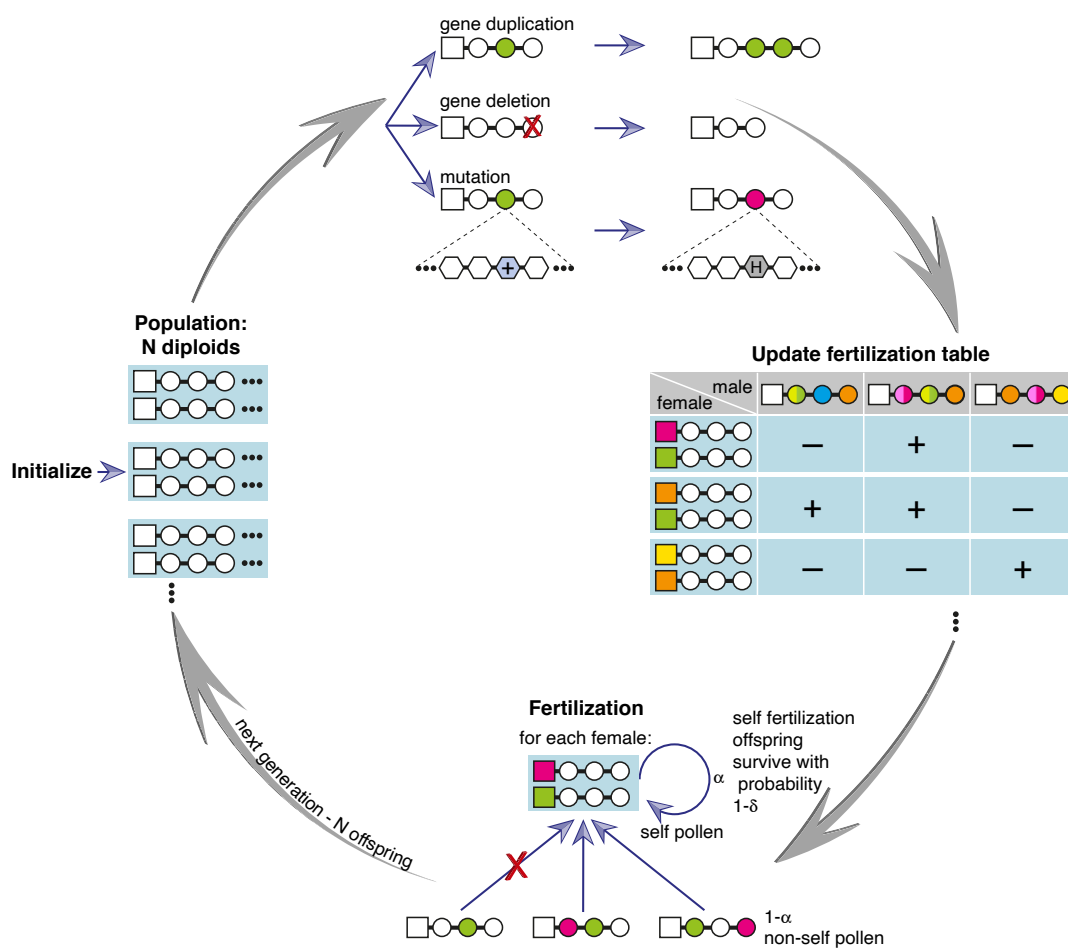 gene duplication
gene deletion
X
mutation
+
H
Population:
N diploids
Initialize
Update fertilization table
male
female
− + −
+ + −
− − +
Fertilization
for each female:
α
self fertilization
offspring
survive with
probability
1-δ
self pollen
X
1-α
non-self pollen
next generation - N offspring